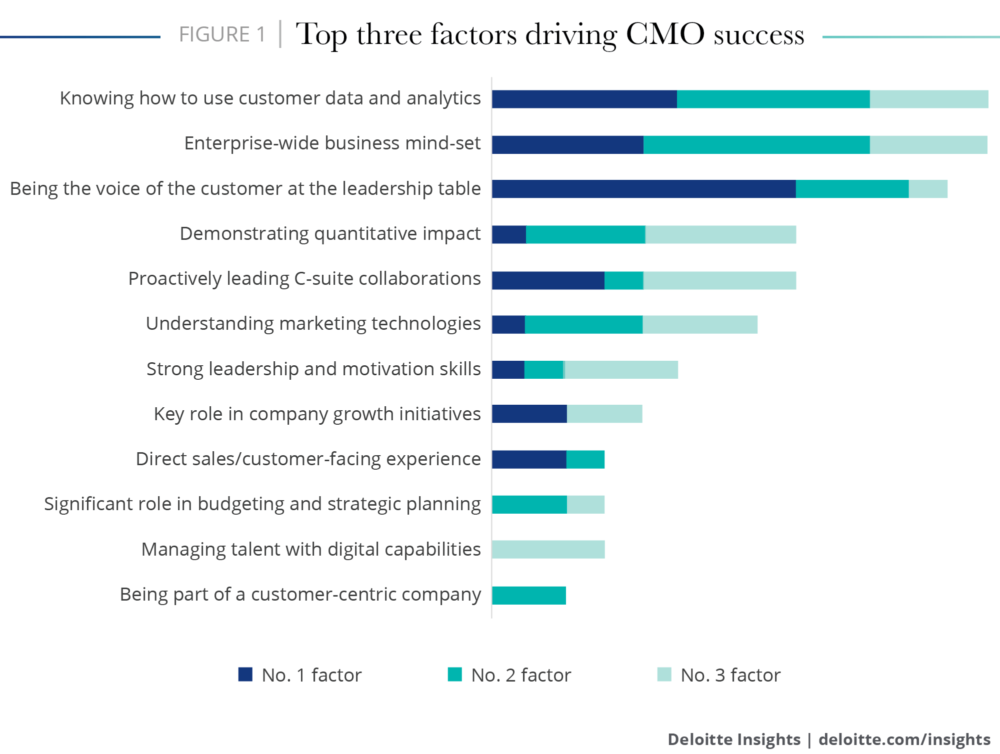 FIGURE 1 | Top three factors driving CMO success
Knowing how to use customer data and analytics
Enterprise-wide business mind-set
Being the voice of the customer at the leadership table
Demonstrating quantitative impact
Proactively leading C-suite collaborations
Understanding marketing technologies
Strong leadership and motivation skills
Key role in company growth initiatives
Direct sales/customer-facing experience
Significant role in budgeting and strategic planning
Managing talent with digital capabilities
Being part of a customer-centric company
No. 1 factor No. 2 factor No. 3 factor
Deloitte Insights | deloitte.com/insights